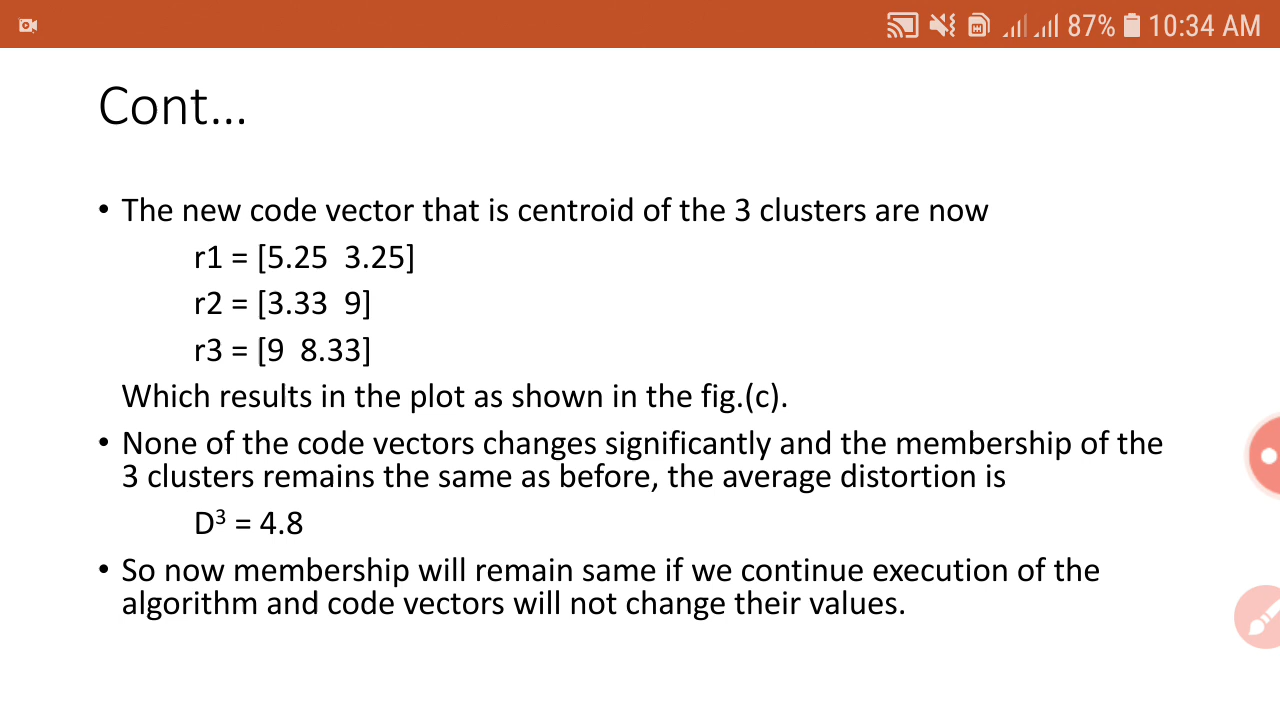 87% 10:34 AM
Cont...
• The new code vector that is centroid of the 3 clusters are now
r1 = [5.25 3.25]
r2 = [3.33 9]
r3 = [9 8.33]
Which results in the plot as shown in the fig.(c).
• None of the code vectors changes significantly and the membership of the
3 clusters remains the same as before, the average distortion is
D³ = 4.8
• So now membership will remain same if we continue execution of the
algorithm and code vectors will not change their values.